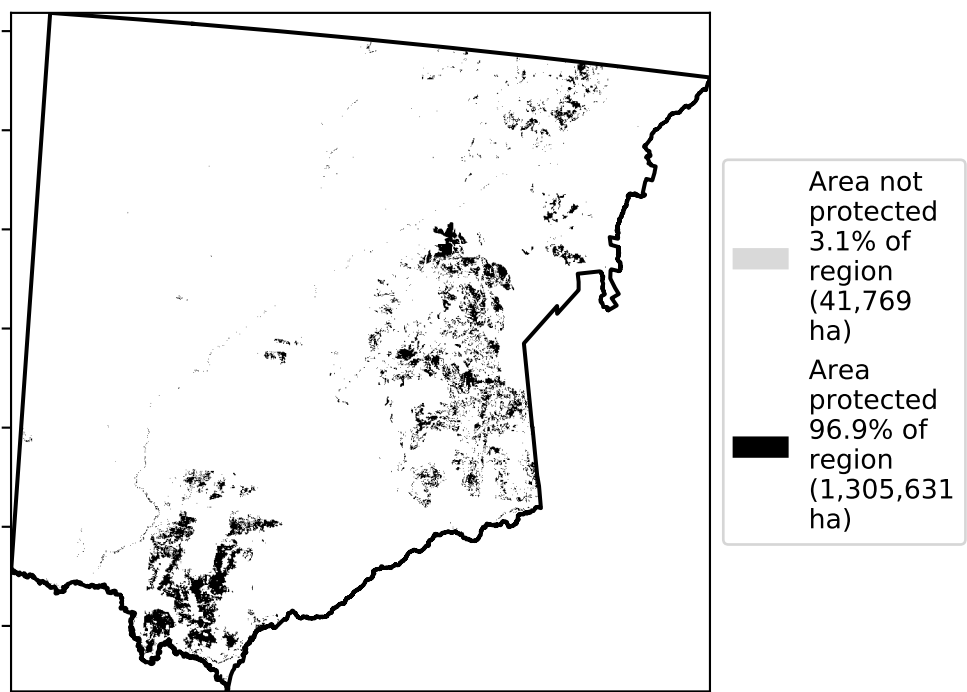 Area not
protected
3.1% of
region
(41,769
ha)
Area
protected
96.9% of
region
(1,305,631
ha)